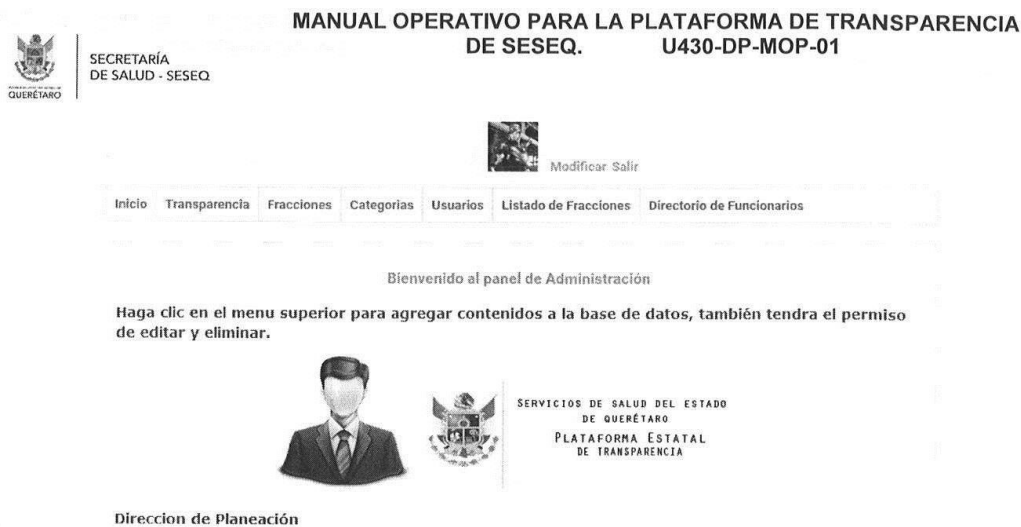 MANUAL OPERATIVO PARA LA PLATAFORMA DE TRANSPARENCIA
DE SESEQ. U430-DP-MOP-01
SECRETARÍA
DE SALUD - SESEQ
QUERÉTARO
Modificar Salir
Inicio Transparencia Fracciones Categorias Usuarios Listado de Fracciones Directorio de Funcionarios
Bienvenido al panel de Administración
Haga clic en el menu superior para agregar contenidos a la base de datos, también tendra el permiso
de editar y eliminar.
SERVICIOS DE SALUD DEL ESTADO
DE QUERÉTARO
PLATAFORMA ESTATAL
DE TRANSPARENCIA
Direccion de Planeación